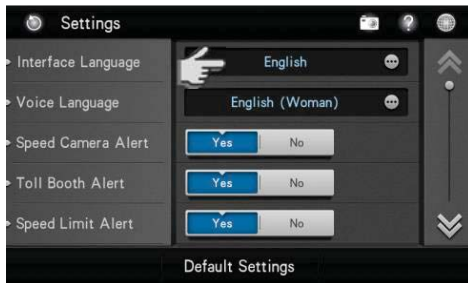 Settings
?
Interface Language English
Voice Language English (Woman)
Speed Camera Alert Yes No
Toll Booth Alert Yes No
Speed Limit Alert Yes No
Default Settings